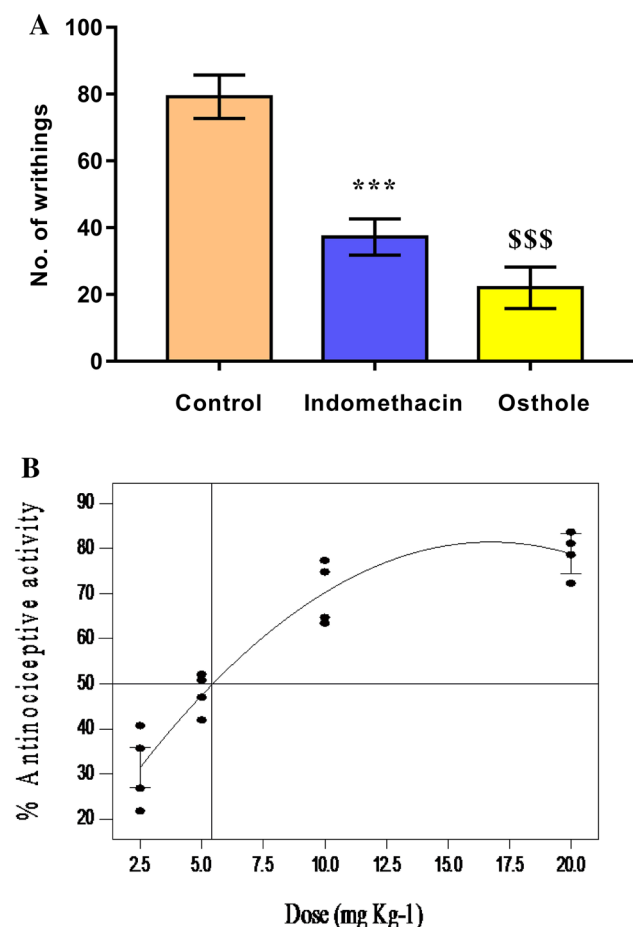 A
No. of writhings
100
80
60
40
20
0
***
$$$
Control Indomethacin Osthole
B
% Antinociceptive activity
90
80
70
60
50
40
30
20
2.5 5.0 7.5 10.0 12.5 15.0 17.5 20.0
Dose (mg Kg-1)